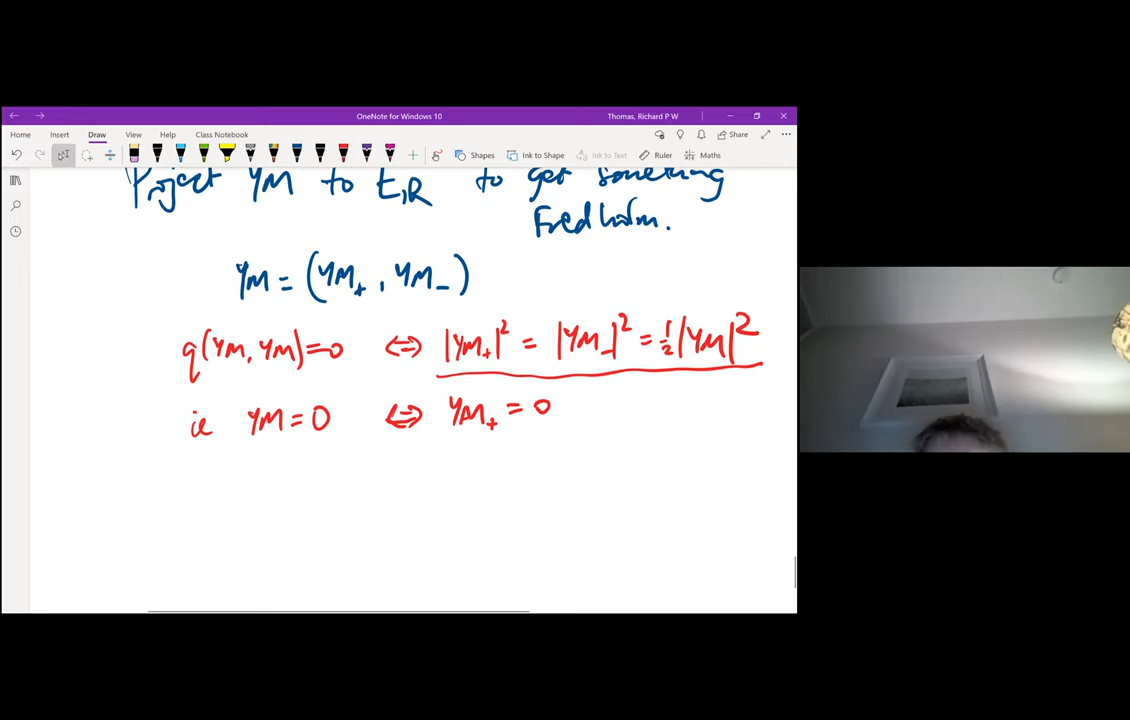 OneNote for Windows 10
Thomas, Richard P W
Home Insert Draw View Help Class Notebook
Share
Shapes Ink to Shape Ink to Text Ruler Maths
Project YM to E_ℝ to get something
Fredholm.
YM = (YM₊, YM₋)
q(YM, YM)=0 ⇔ |YM₊|² = |YM₋|² = ½|YM|²
ie YM = 0 ⇔ YM₊ = 0